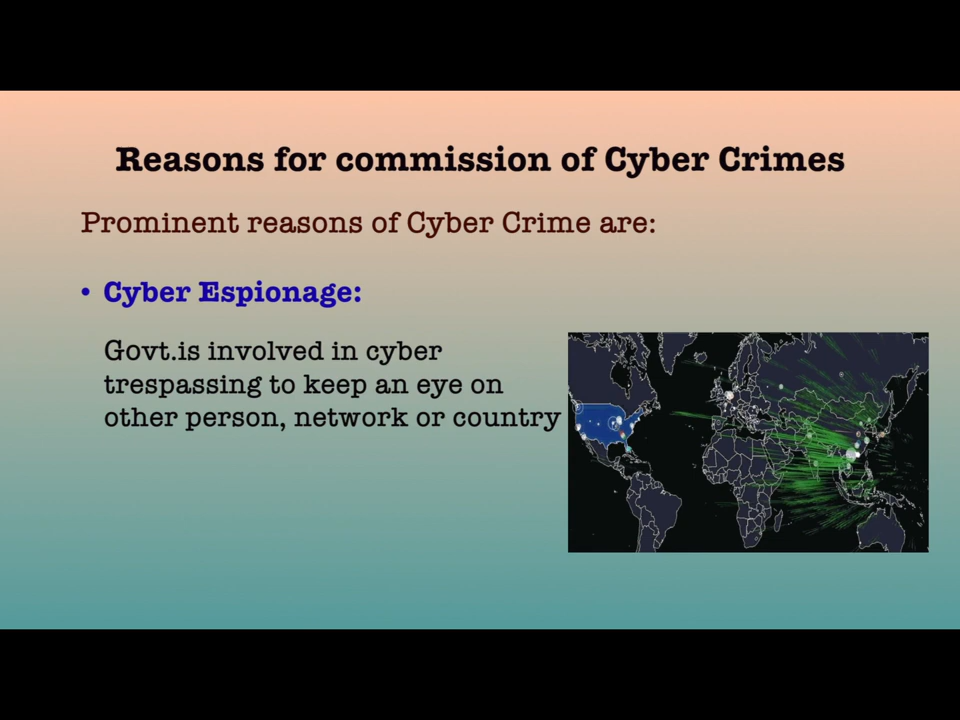 Reasons for commission of Cyber Crimes
Prominent reasons of Cyber Crime are:
• Cyber Espionage:
Govt.is involved in cyber
trespassing to keep an eye on
other person, network or country